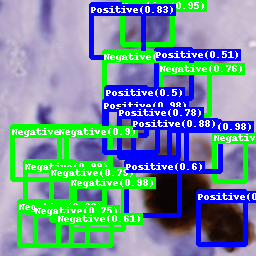 Positive(0.83)
0.95)
Positive(0.51)
Negative
Negative(0.76)
Positive(0.5)
Positive(0.98)
Positive(0.78)
Positive(0.88)
(0.98)
Negative
Negative(0.9)
Negative
Positive(0.6)
Negative(0.75)
Negative(0.98)
Positive(0
Negative(0.75)
Negative(0.61)